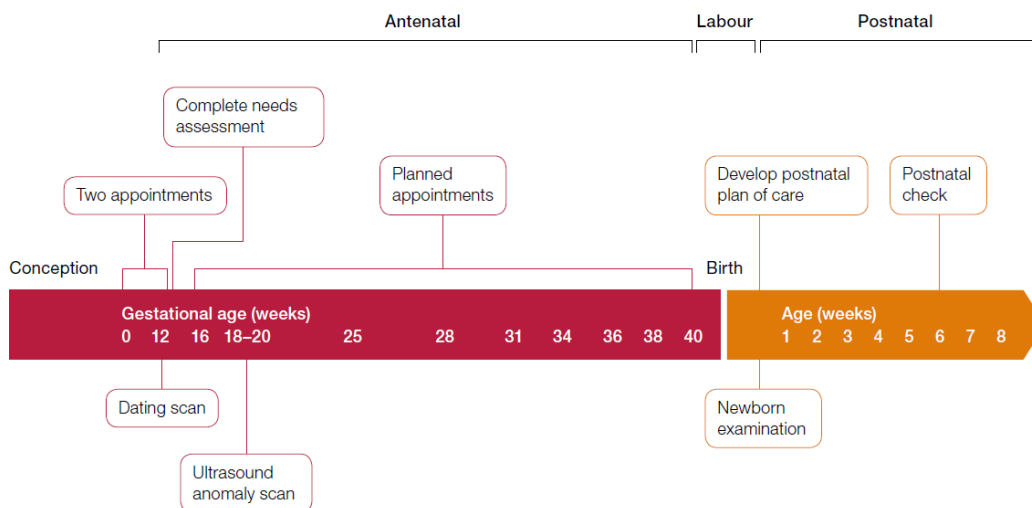 Antenatal
Labour
Postnatal
Complete needs
assessment
Two appointments
Planned
appointments
Develop postnatal
plan of care
Postnatal
check
Conception
Birth
Gestational age (weeks)
0 12 16 18–20 25 28 31 34 36 38 40
Age (weeks)
1 2 3 4 5 6 7 8
Dating scan
Ultrasound
anomaly scan
Newborn
examination